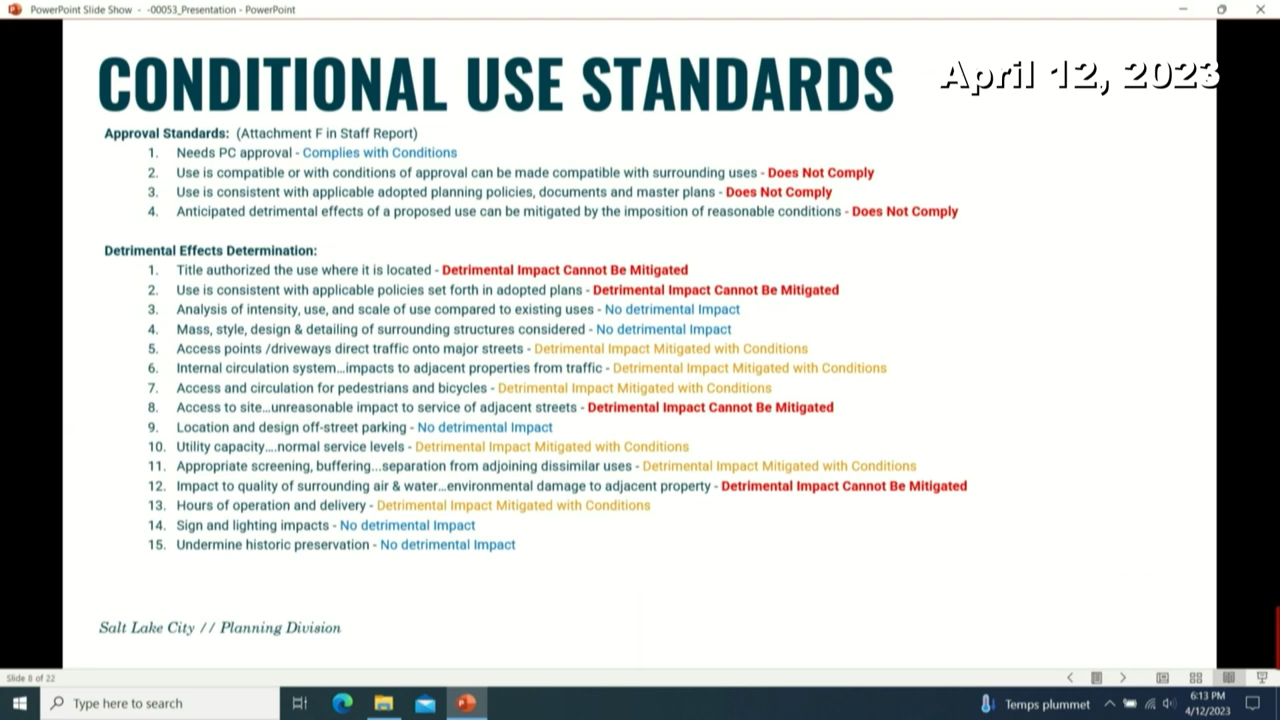 PowerPoint Slide Show - -00053_Presentation - PowerPoint
CONDITIONAL USE STANDARDS
April 12, 2023
Approval Standards: (Attachment F in Staff Report)
1. Needs PC approval - Complies with Conditions
2. Use is compatible or with conditions of approval can be made compatible with surrounding uses - Does Not Comply
3. Use is consistent with applicable adopted planning policies, documents and master plans - Does Not Comply
4. Anticipated detrimental effects of a proposed use can be mitigated by the imposition of reasonable conditions - Does Not Comply
Detrimental Effects Determination:
1. Title authorized the use where it is located - Detrimental Impact Cannot Be Mitigated
2. Use is consistent with applicable policies set forth in adopted plans - Detrimental Impact Cannot Be Mitigated
3. Analysis of intensity, use, and scale of use compared to existing uses - No detrimental Impact
4. Mass, style, design & detailing of surrounding structures considered - No detrimental Impact
5. Access points /driveways direct traffic onto major streets - Detrimental Impact Mitigated with Conditions
6. Internal circulation system...impacts to adjacent properties from traffic - Detrimental Impact Mitigated with Conditions
7. Access and circulation for pedestrians and bicycles - Detrimental Impact Mitigated with Conditions
8. Access to site...unreasonable impact to service of adjacent streets - Detrimental Impact Cannot Be Mitigated
9. Location and design off-street parking - No detrimental Impact
10. Utility capacity....normal service levels - Detrimental Impact Mitigated with Conditions
11. Appropriate screening, buffering...separation from adjoining dissimilar uses - Detrimental Impact Mitigated with Conditions
12. Impact to quality of surrounding air & water...environmental damage to adjacent property - Detrimental Impact Cannot Be Mitigated
13. Hours of operation and delivery - Detrimental Impact Mitigated with Conditions
14. Sign and lighting impacts - No detrimental Impact
15. Undermine historic preservation - No detrimental Impact
Salt Lake City // Planning Division
Slide 8 of 22
Type here to search
Temps plummet
6:13 PM
4/12/2023